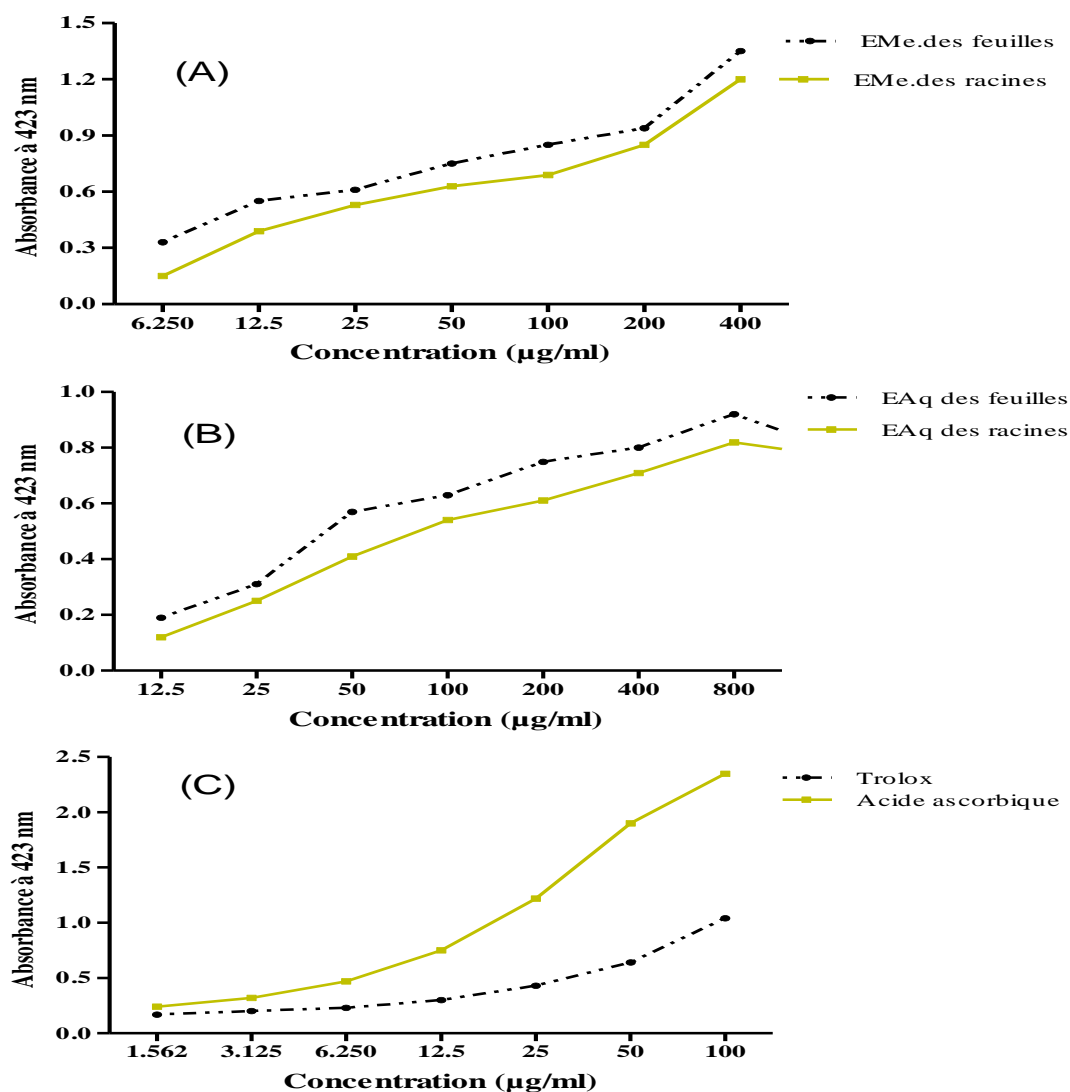 (A)
EMe.des feuilles
EMe.des racines
Absorbance à 423 nm
1.5
1.2
0.9
0.6
0.3
0.0
6.250 12.5 25 50 100 200 400
Concentration (µg/ml)
(B)
EAq des feuilles
EAq des racines
Absorbance à 423 nm
1.0
0.8
0.6
0.4
0.2
0.0
12.5 25 50 100 200 400 800
Concentration (µg/ml)
(C)
Trolox
Acide ascorbique
Absorbance à 423 nm
2.5
2.0
1.5
1.0
0.5
0.0
1.562 3.125 6.250 12.5 25 50 100
Concentration (µg/ml)